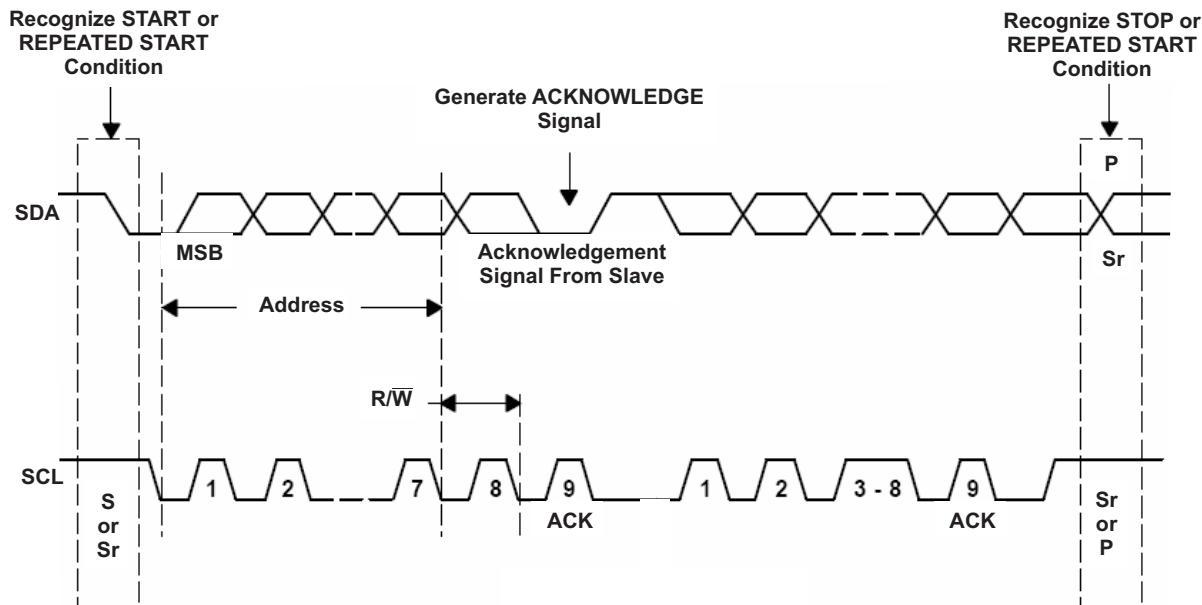 Recognize START or
REPEATED START
Condition
Recognize STOP or
REPEATED START
Condition
Generate ACKNOWLEDGE
Signal
P
SDA
MSB
Acknowledgement
Signal From Slave
Sr
Address
R/W̅
SCL
1
2
7
8
9
1
2
3 - 8
9
ACK
ACK
S
or
Sr
Sr
or
P